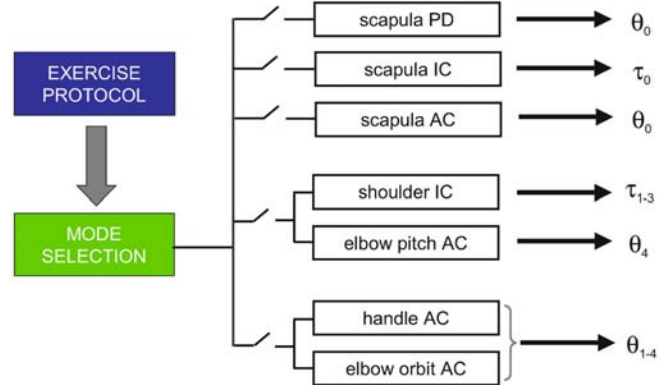 EXERCISE
PROTOCOL
MODE
SELECTION
scapula PD
θ₀
scapula IC
τ₀
scapula AC
θ₀
shoulder IC
τ₁₋₃
elbow pitch AC
θ₄
handle AC
elbow orbit AC
θ₁₋₄